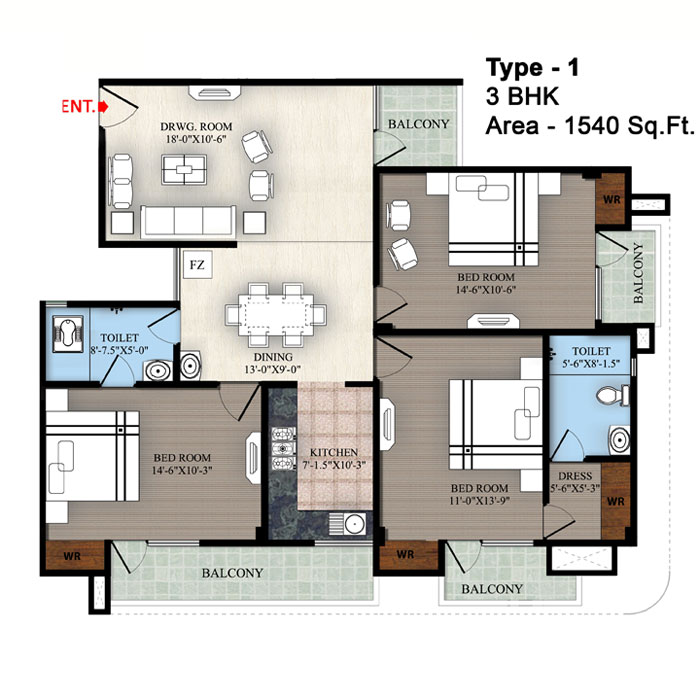 Type - 1
3 BHK
Area - 1540 Sq.Ft.
ENT.
DRWG. ROOM
18'-0"X10'-6"
BALCONY
WR
BED ROOM
14'-6"X10'-6"
BALCONY
FZ
DINING
13'-0"X9'-0"
TOILET
8'-7.5"X5'-0"
TOILET
5'-6"X8'-1.5"
BED ROOM
14'-6"X10'-3"
KITCHEN
7'-1.5"X10'-3"
BED ROOM
11'-0"X13'-9"
DRESS
5'-6"X5'-3"
WR
WR
WR
BALCONY
BALCONY